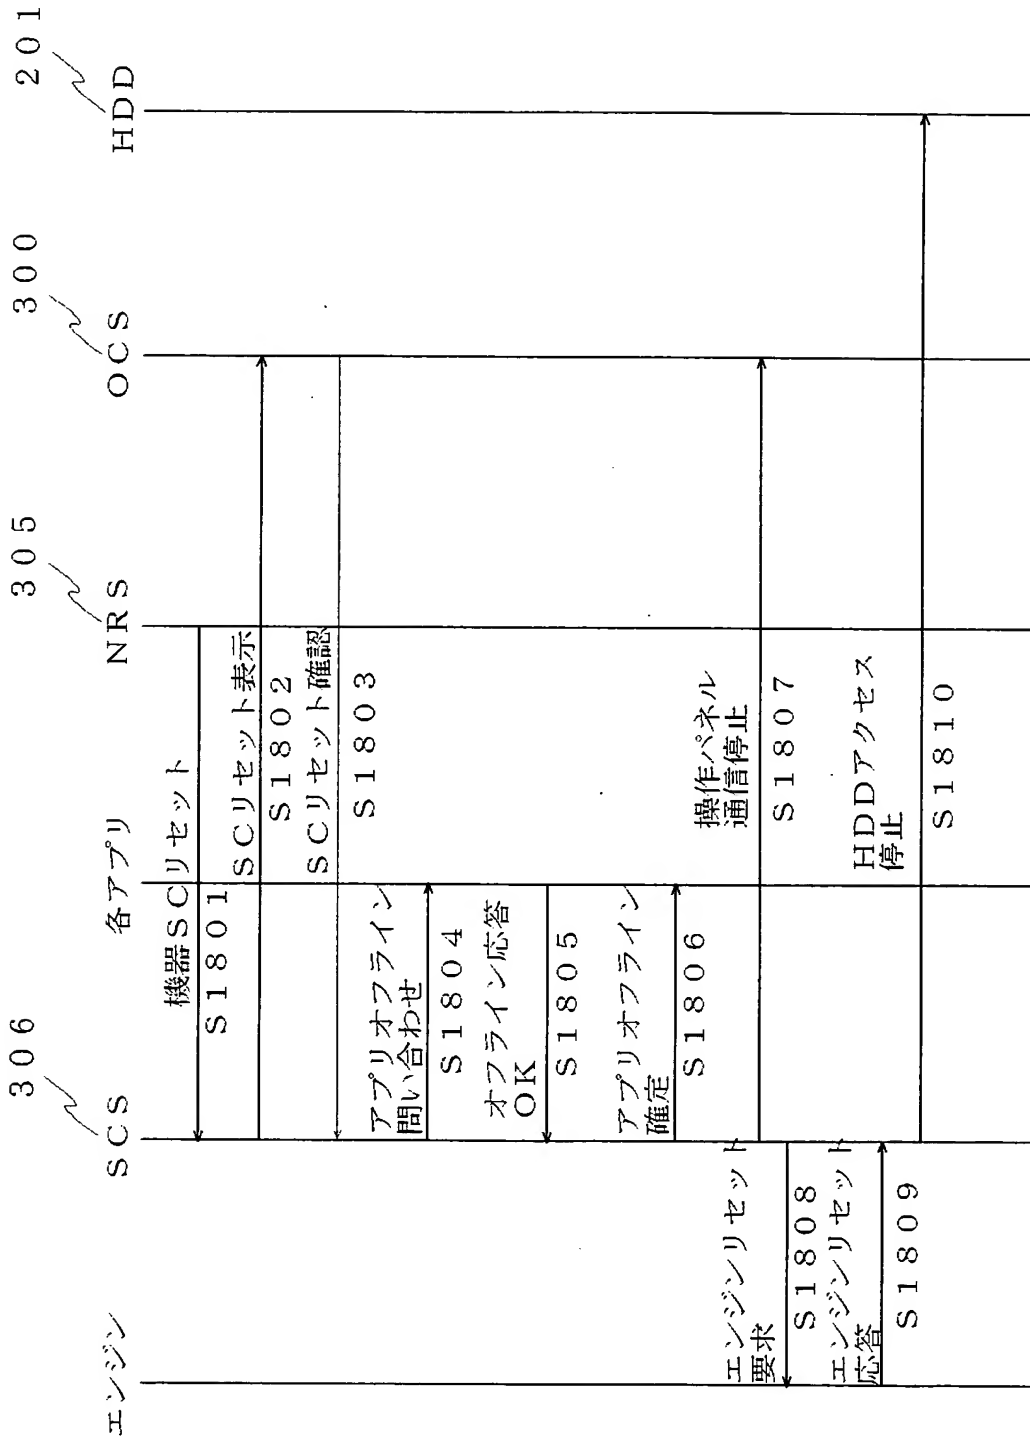 エンジン
SCS
306
各アプリ
NRS
305
OCS
300
HDD
201
機器SCリセット
S1801
SCリセット表示
S1802
SCリセット確認
S1803
アプリオフライン
問い合わせ
S1804
オフライン応答
OK
S1805
アプリオフライン
確定
S1806
操作パネル
通信停止
S1807
エンジンリセット
要求
S1808
エンジンリセット
応答
S1809
HDDアクセス
停止
S1810